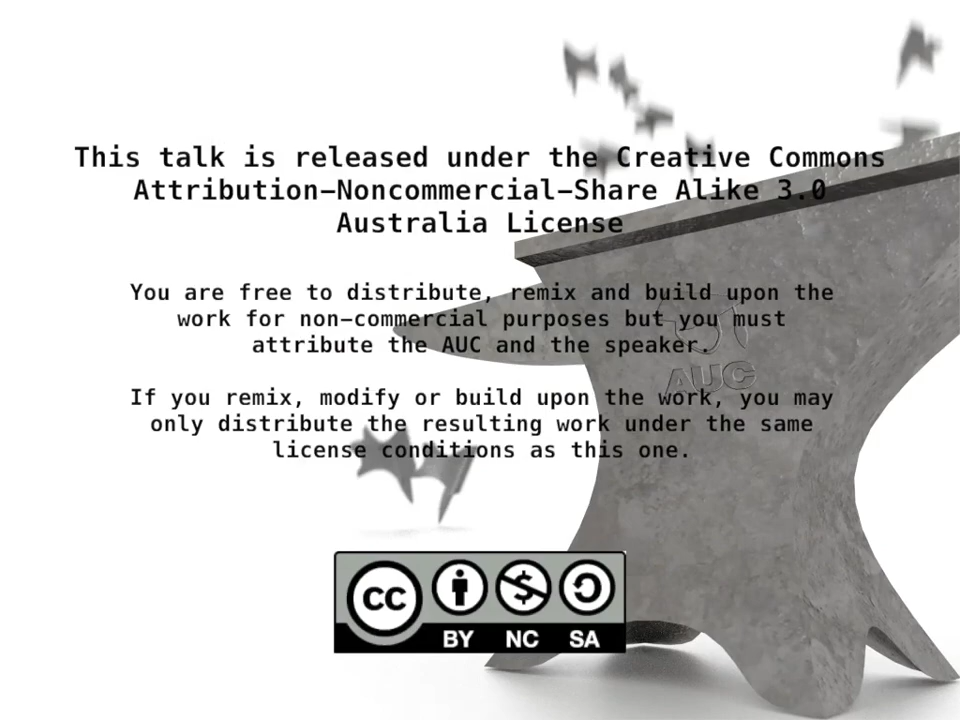 This talk is released under the Creative Commons
Attribution-Noncommercial-Share Alike 3.0
Australia License
You are free to distribute, remix and build upon the
work for non-commercial purposes but you must
attribute the AUC and the speaker.
AUC
If you remix, modify or build upon the work, you may
only distribute the resulting work under the same
license conditions as this one.
CC
BY NC SA